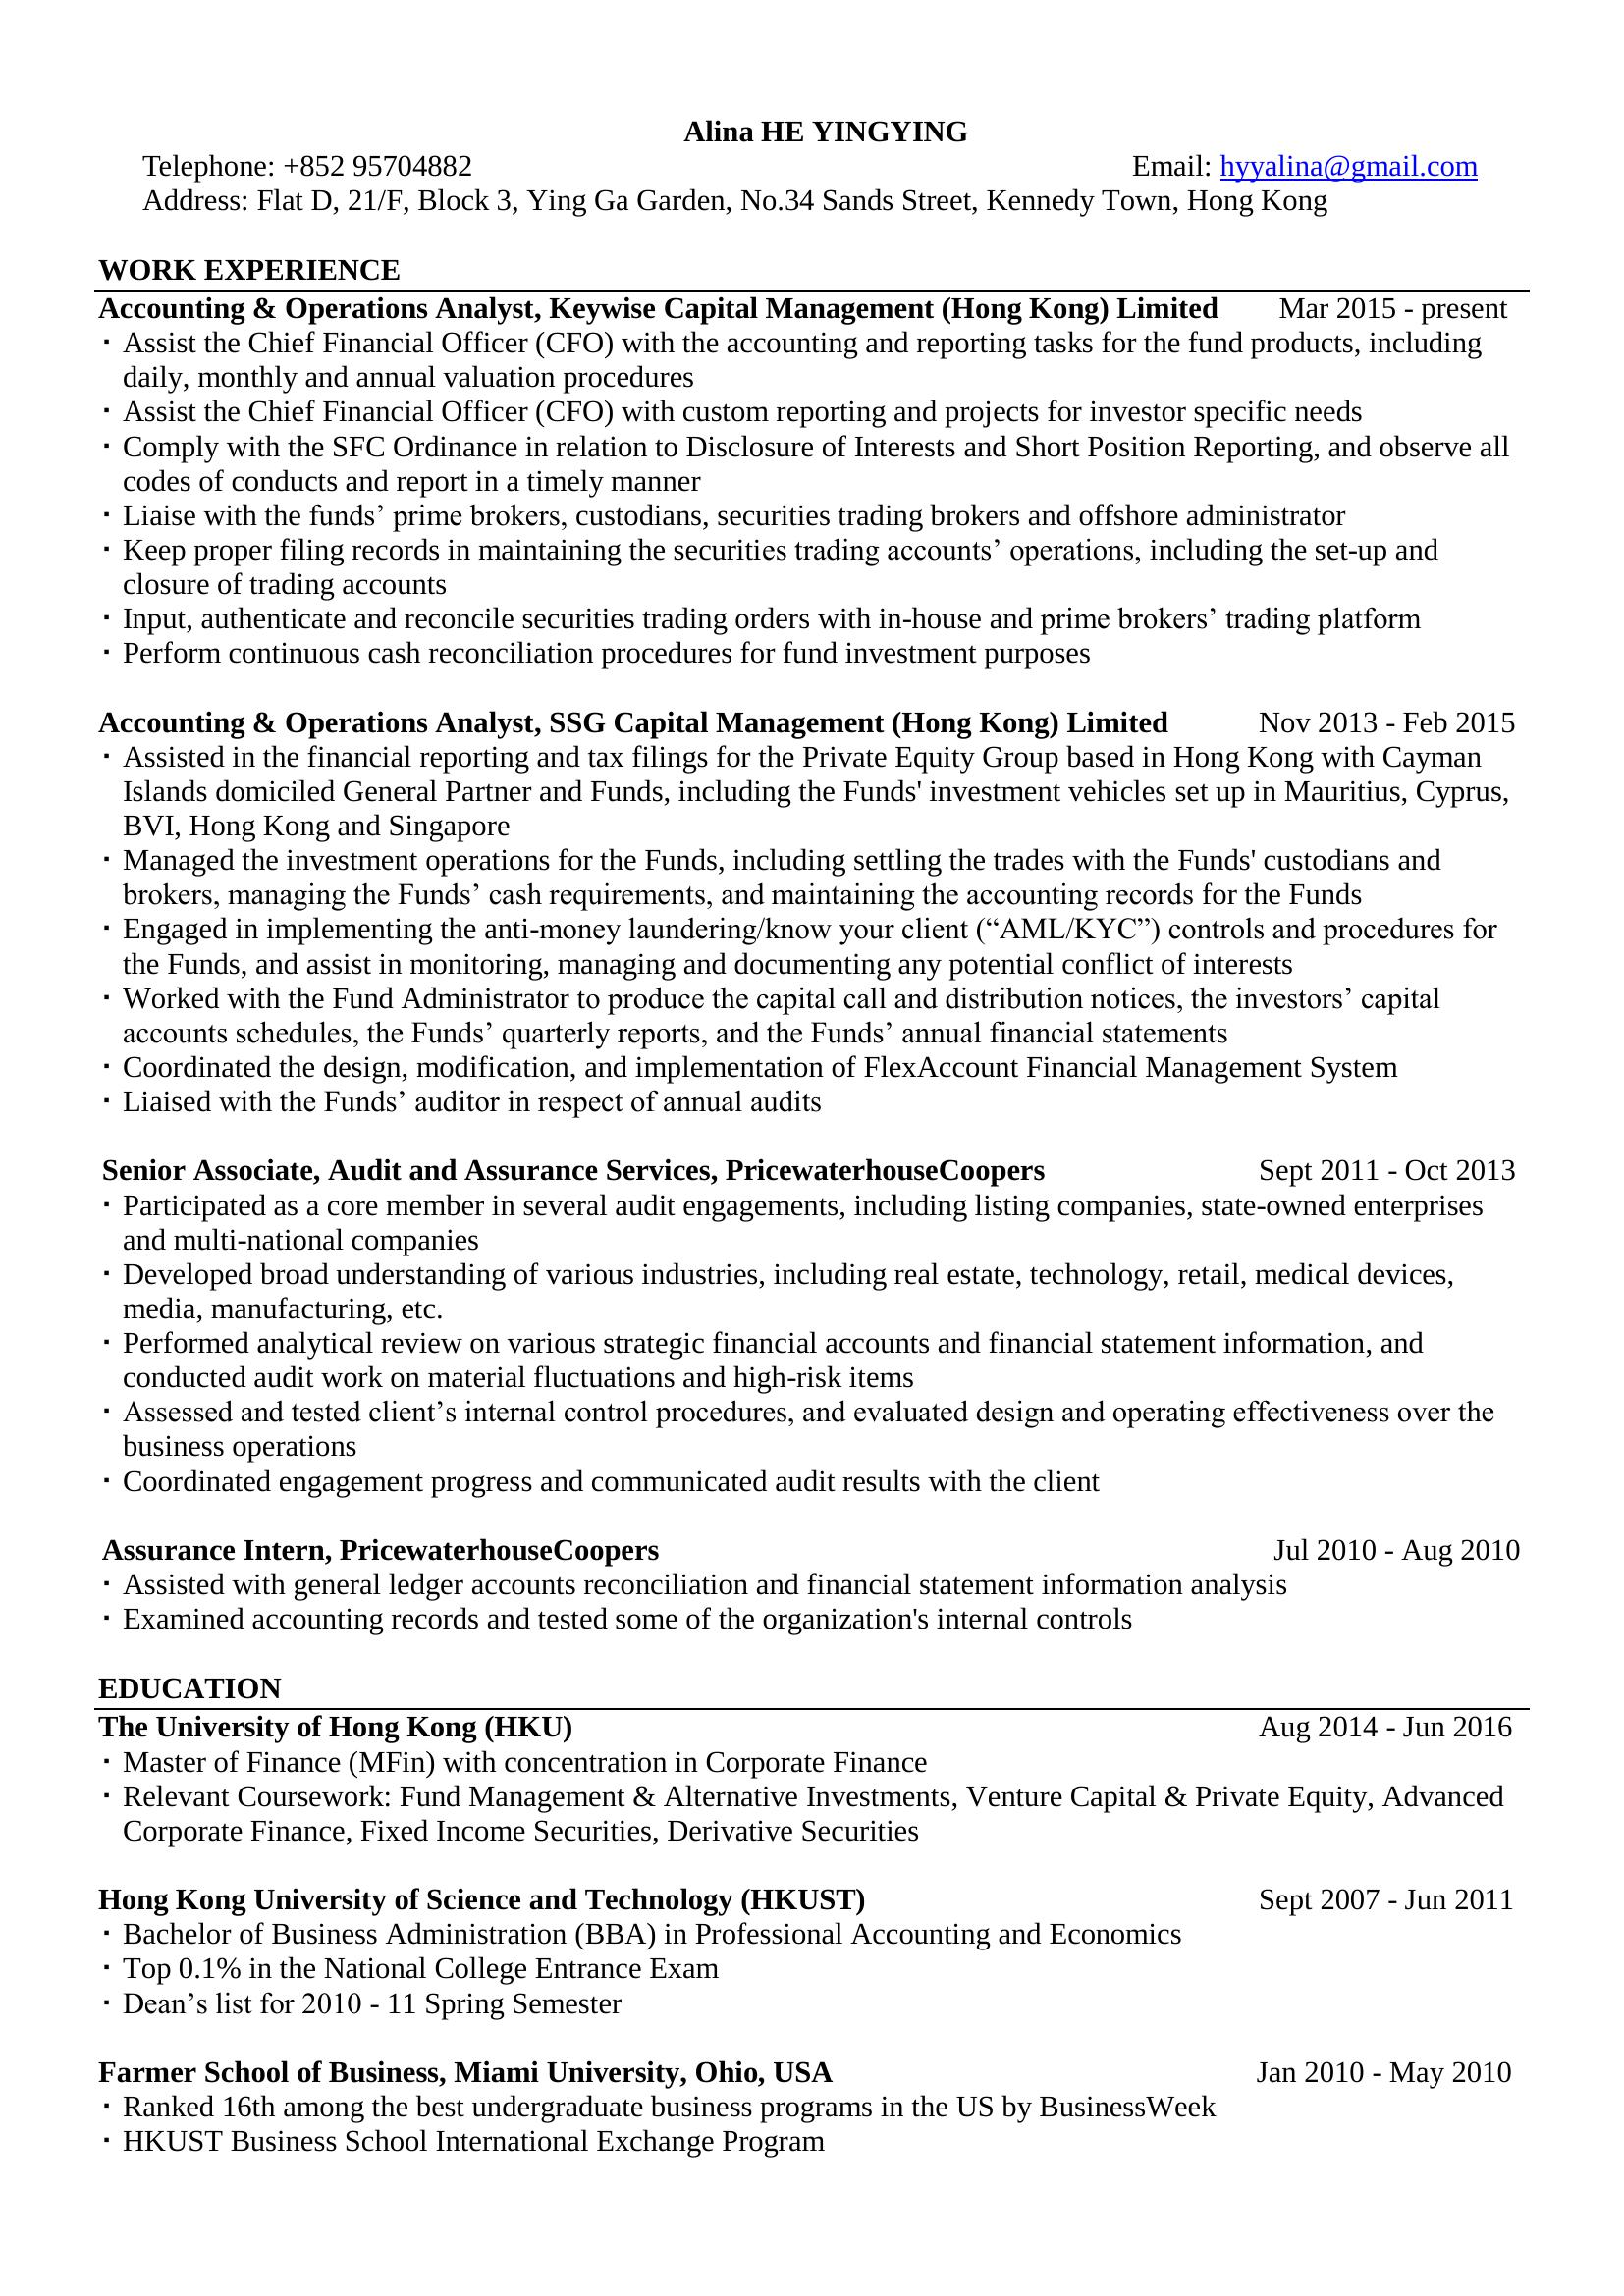 Alina HE YINGYING
Telephone: +852 95704882 Email: hyyalina@gmail.com
Address: Flat D, 21/F, Block 3, Ying Ga Garden, No.34 Sands Street, Kennedy Town, Hong Kong
WORK EXPERIENCE
Accounting & Operations Analyst, Keywise Capital Management (Hong Kong) Limited Mar 2015 - present
▪ Assist the Chief Financial Officer (CFO) with the accounting and reporting tasks for the fund products, including
daily, monthly and annual valuation procedures
▪ Assist the Chief Financial Officer (CFO) with custom reporting and projects for investor specific needs
▪ Comply with the SFC Ordinance in relation to Disclosure of Interests and Short Position Reporting, and observe all
codes of conducts and report in a timely manner
▪ Liaise with the funds’ prime brokers, custodians, securities trading brokers and offshore administrator
▪ Keep proper filing records in maintaining the securities trading accounts’ operations, including the set-up and
closure of trading accounts
▪ Input, authenticate and reconcile securities trading orders with in-house and prime brokers’ trading platform
▪ Perform continuous cash reconciliation procedures for fund investment purposes
Accounting & Operations Analyst, SSG Capital Management (Hong Kong) Limited Nov 2013 - Feb 2015
▪ Assisted in the financial reporting and tax filings for the Private Equity Group based in Hong Kong with Cayman
Islands domiciled General Partner and Funds, including the Funds' investment vehicles set up in Mauritius, Cyprus,
BVI, Hong Kong and Singapore
▪ Managed the investment operations for the Funds, including settling the trades with the Funds' custodians and
brokers, managing the Funds’ cash requirements, and maintaining the accounting records for the Funds
▪ Engaged in implementing the anti-money laundering/know your client (“AML/KYC”) controls and procedures for
the Funds, and assist in monitoring, managing and documenting any potential conflict of interests
▪ Worked with the Fund Administrator to produce the capital call and distribution notices, the investors’ capital
accounts schedules, the Funds’ quarterly reports, and the Funds’ annual financial statements
▪ Coordinated the design, modification, and implementation of FlexAccount Financial Management System
▪ Liaised with the Funds’ auditor in respect of annual audits
Senior Associate, Audit and Assurance Services, PricewaterhouseCoopers Sept 2011 - Oct 2013
▪ Participated as a core member in several audit engagements, including listing companies, state-owned enterprises
and multi-national companies
▪ Developed broad understanding of various industries, including real estate, technology, retail, medical devices,
media, manufacturing, etc.
▪ Performed analytical review on various strategic financial accounts and financial statement information, and
conducted audit work on material fluctuations and high-risk items
▪ Assessed and tested client’s internal control procedures, and evaluated design and operating effectiveness over the
business operations
▪ Coordinated engagement progress and communicated audit results with the client
Assurance Intern, PricewaterhouseCoopers Jul 2010 - Aug 2010
▪ Assisted with general ledger accounts reconciliation and financial statement information analysis
▪ Examined accounting records and tested some of the organization's internal controls
EDUCATION
The University of Hong Kong (HKU) Aug 2014 - Jun 2016
▪ Master of Finance (MFin) with concentration in Corporate Finance
▪ Relevant Coursework: Fund Management & Alternative Investments, Venture Capital & Private Equity, Advanced
Corporate Finance, Fixed Income Securities, Derivative Securities
Hong Kong University of Science and Technology (HKUST) Sept 2007 - Jun 2011
▪ Bachelor of Business Administration (BBA) in Professional Accounting and Economics
▪ Top 0.1% in the National College Entrance Exam
▪ Dean’s list for 2010 - 11 Spring Semester
Farmer School of Business, Miami University, Ohio, USA Jan 2010 - May 2010
▪ Ranked 16th among the best undergraduate business programs in the US by BusinessWeek
▪ HKUST Business School International Exchange Program